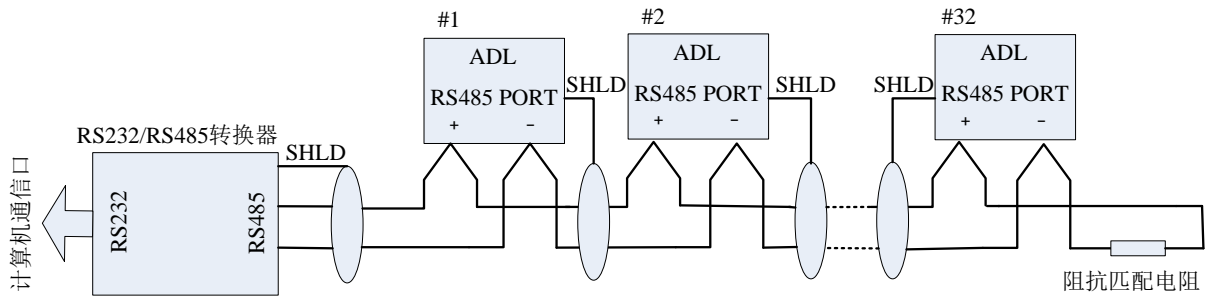 #1
#2
#32
ADL
RS485 PORT
+ -
SHLD
ADL
RS485 PORT
+ -
SHLD
SHLD
ADL
RS485 PORT
+ -
RS232/RS485转换器
SHLD
计算机通信口
RS232
RS485
阻抗匹配电阻